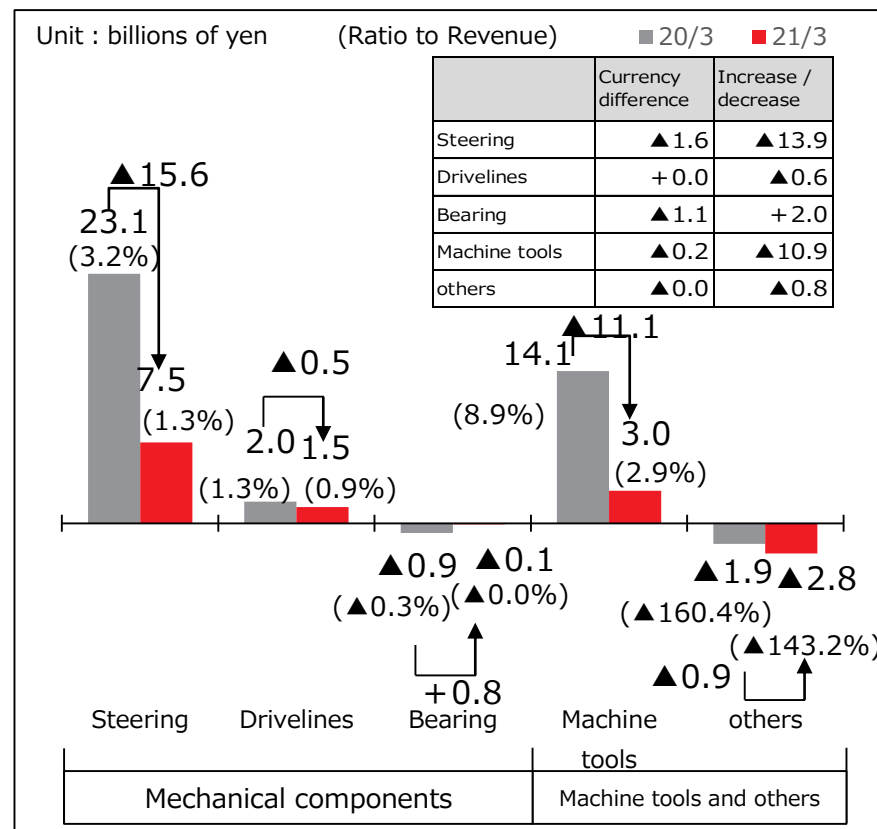 Unit : billions of yen (Ratio to Revenue) ■20/3 ■21/3
Currency difference Increase / decrease
Steering ▲1.6 ▲13.9
Drivelines +0.0 ▲0.6
Bearing ▲1.1 +2.0
Machine tools ▲0.2 ▲10.9
others ▲0.0 ▲0.8
▲15.6
23.1
(3.2%)
7.5
(1.3%)
▲0.5
2.0 1.5
(1.3%) (0.9%)
▲0.9 ▲0.1
(▲0.3%) (▲0.0%)
+0.8
▲11.1
14.1
(8.9%)
3.0
(2.9%)
▲1.9 ▲2.8
(▲160.4%)
(▲143.2%)
▲0.9
Steering Drivelines Bearing Machine tools others
Mechanical components Machine tools and others